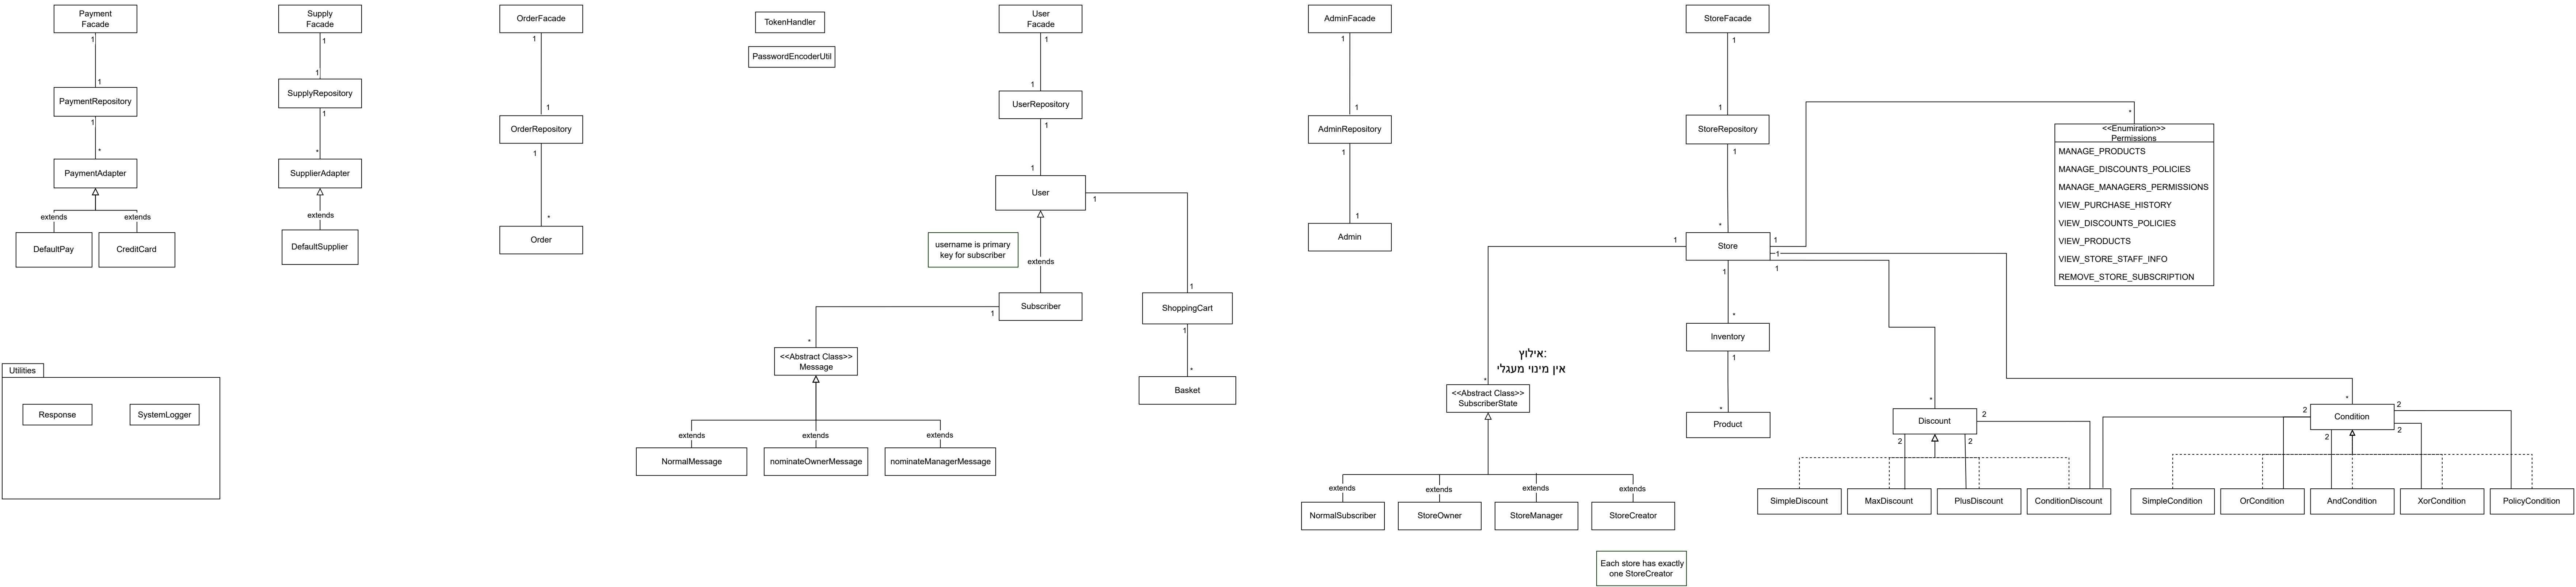 Payment
Facade
1
1
PaymentRepository
1
*
PaymentAdapter
extends
extends
DefaultPay
CreditCard
Supply
Facade
1
1
SupplyRepository
1
*
SupplierAdapter
extends
DefaultSupplier
OrderFacade
1
1
OrderRepository
1
*
Order
TokenHandler
PasswordEncoderUtil
User
Facade
1
1
UserRepository
1
1
User
1
username is primary
key for subscriber
extends
Subscriber
1
*
<<Abstract Class>>
Message
extends
extends
extends
NormalMessage
nominateOwnerMessage
nominateManagerMessage
1
ShoppingCart
1
*
Basket
Utilities
Response
SystemLogger
AdminFacade
1
1
AdminRepository
1
1
Admin
StoreFacade
1
1
StoreRepository
1
*
Store
1
1
1
1
1
*
Inventory
1
*
Product
אילוץ:
אין מינוי מעגלי
*
<<Abstract Class>>
SubscriberState
extends
extends
extends
extends
NormalSubscriber
StoreOwner
StoreManager
StoreCreator
Each store has exactly
one StoreCreator
*
<<Enumiration>>
Permissions
MANAGE_PRODUCTS
MANAGE_DISCOUNTS_POLICIES
MANAGE_MANAGERS_PERMISSIONS
VIEW_PURCHASE_HISTORY
VIEW_DISCOUNTS_POLICIES
VIEW_PRODUCTS
VIEW_STORE_STAFF_INFO
REMOVE_STORE_SUBSCRIPTION
*
Discount
2
2
2
SimpleDiscount
MaxDiscount
PlusDiscount
ConditionDiscount
*
Condition
2
2
2
2
SimpleCondition
OrCondition
AndCondition
XorCondition
PolicyCondition